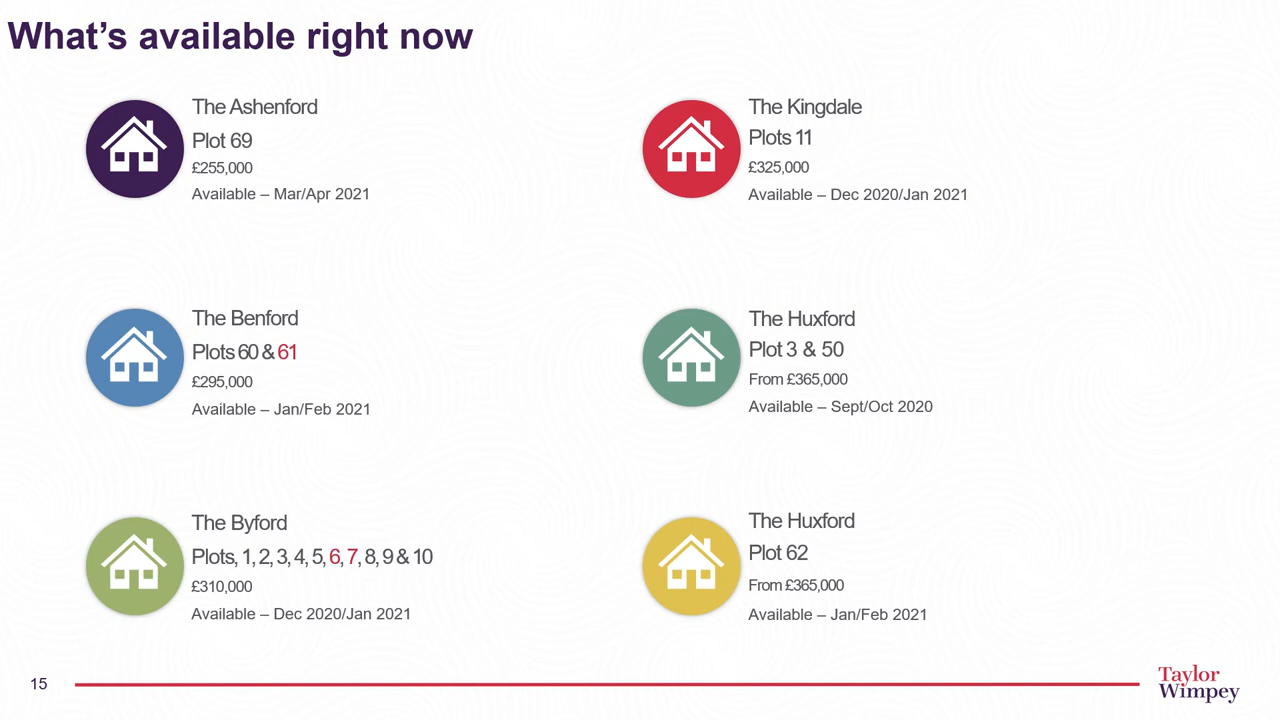 What’s available right now
The Ashenford
Plot 69
£255,000
Available – Mar/Apr 2021
The Benford
Plots 60 & 61
£295,000
Available – Jan/Feb 2021
The Byford
Plots, 1, 2, 3, 4, 5, 6, 7, 8, 9 & 10
£310,000
Available – Dec 2020/Jan 2021
The Kingdale
Plots 11
£325,000
Available – Dec 2020/Jan 2021
The Huxford
Plot 3 & 50
From £365,000
Available – Sept/Oct 2020
The Huxford
Plot 62
From £365,000
Available – Jan/Feb 2021
15
Taylor
Wimpey